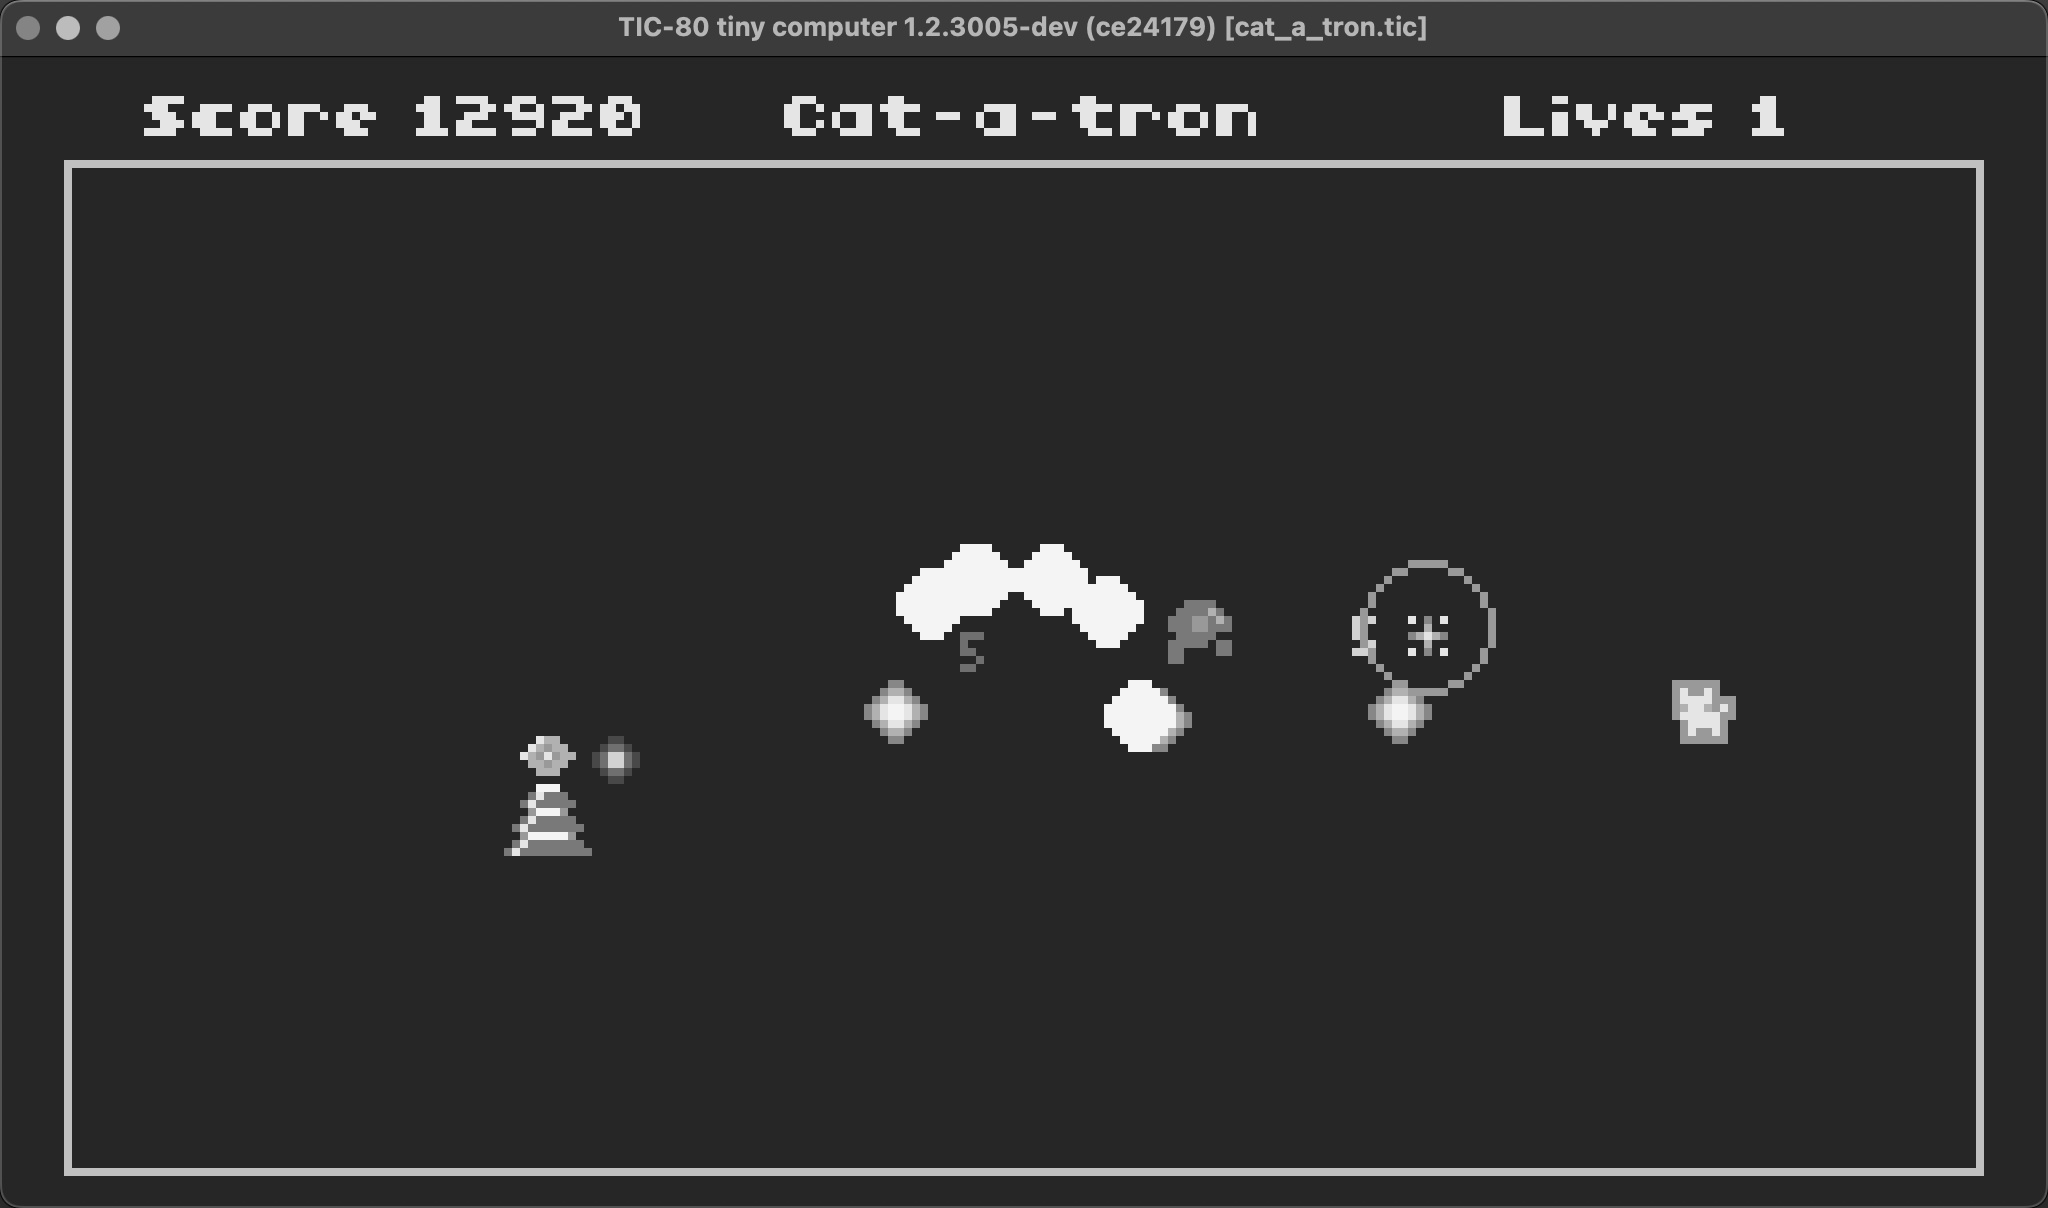 TIC-80 tiny computer 1.2.3005-dev (ce24179) [cat_a_tron.tic]
Score 12920 Cat-a-tron Lives 1
5